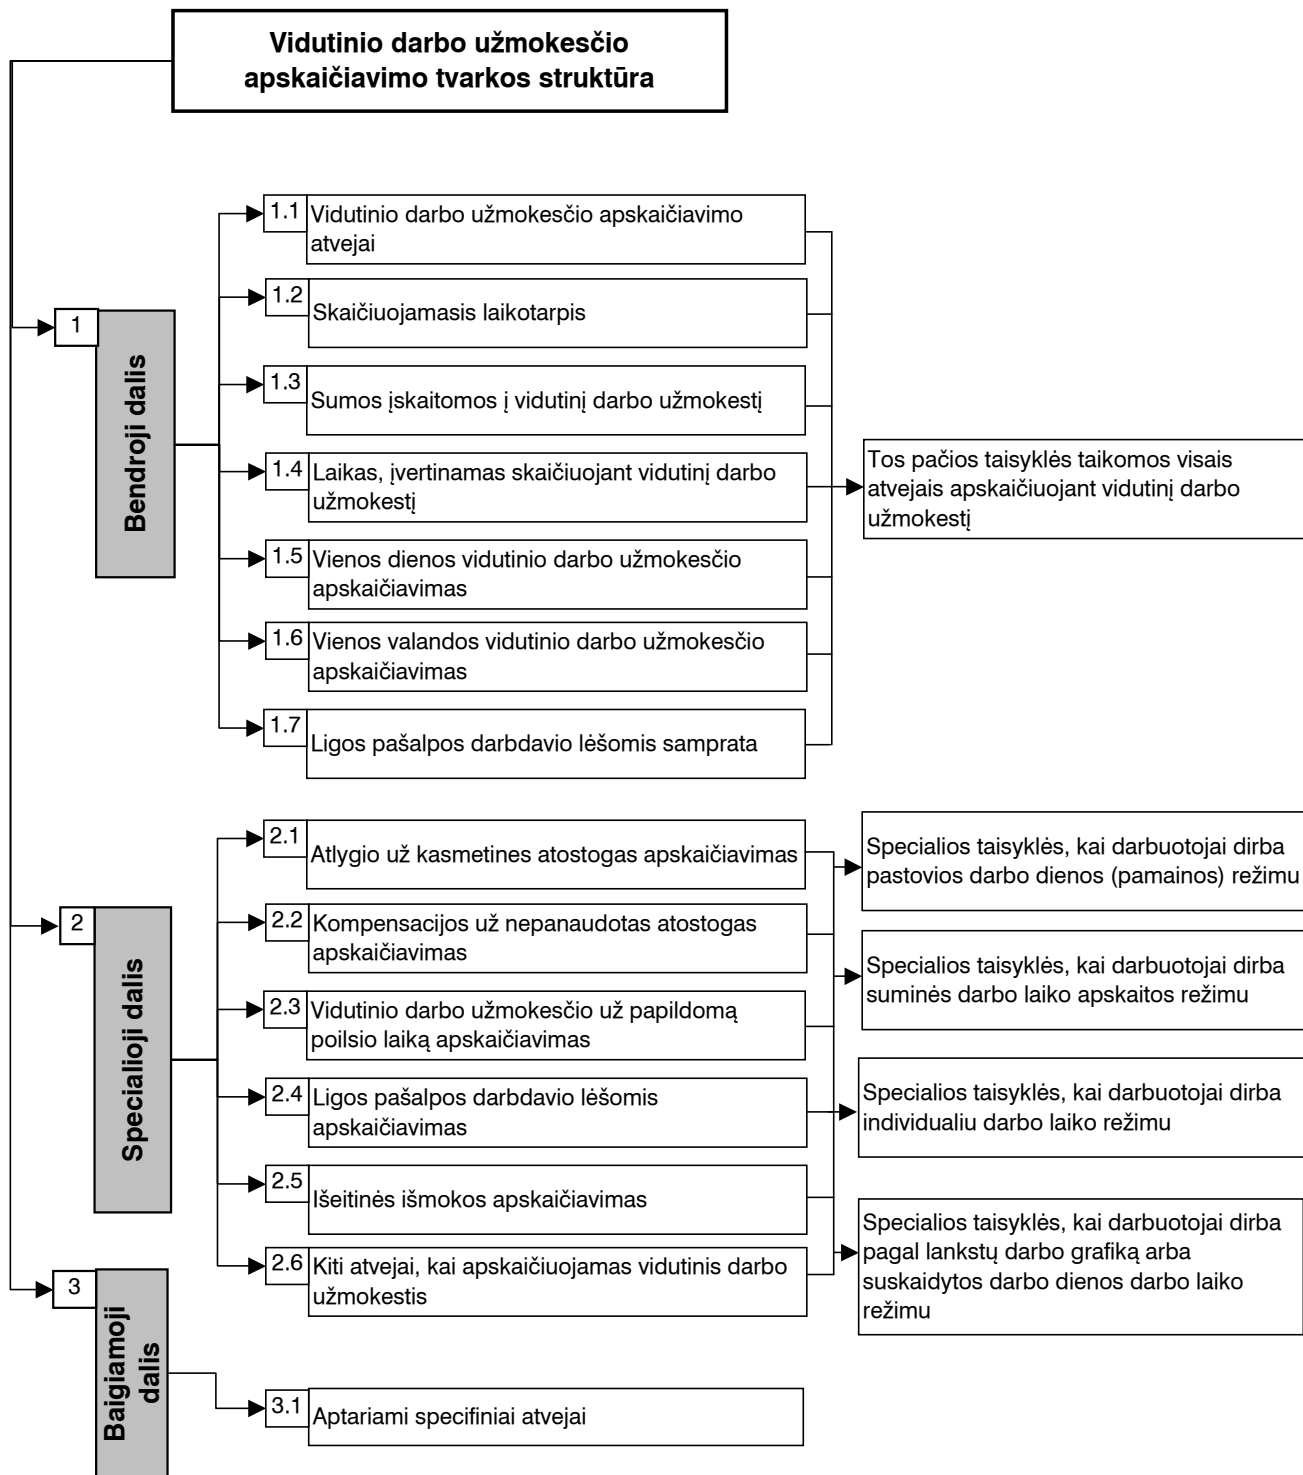 Vidutinio darbo užmokesčio
apskaičiavimo tvarkos struktūra
1
Bendroji dalis
1.1
Vidutinio darbo užmokesčio apskaičiavimo
atvejai
1.2
Skaičiuojamasis laikotarpis
1.3
Sumos įskaitomos į vidutinį darbo užmokestį
1.4
Laikas, įvertinamas skaičiuojant vidutinį darbo
užmokestį
1.5
Vienos dienos vidutinio darbo užmokesčio
apskaičiavimas
1.6
Vienos valandos vidutinio darbo užmokesčio
apskaičiavimas
1.7
Ligos pašalpos darbdavio lėšomis samprata
Tos pačios taisyklės taikomos visais
atvejais apskaičiuojant vidutinį darbo
užmokestį
2
Specialioji dalis
2.1
Atlygio už kasmetines atostogas apskaičiavimas
2.2
Kompensacijos už nepanaudotas atostogas
apskaičiavimas
2.3
Vidutinio darbo užmokesčio už papildomą
poilsio laiką apskaičiavimas
2.4
Ligos pašalpos darbdavio lėšomis
apskaičiavimas
2.5
Išeitinės išmokos apskaičiavimas
2.6
Kiti atvejai, kai apskaičiuojamas vidutinis darbo
užmokestis
Specialios taisyklės, kai darbuotojai dirba
pastovios darbo dienos (pamainos) režimu
Specialios taisyklės, kai darbuotojai dirba
suminės darbo laiko apskaitos režimu
Specialios taisyklės, kai darbuotojai dirba
individualiu darbo laiko režimu
Specialios taisyklės, kai darbuotojai dirba
pagal lankstų darbo grafiką arba
suskaidytos darbo dienos darbo laiko
režimu
3
Baigiamoji
dalis
3.1
Aptariami specifiniai atvejai